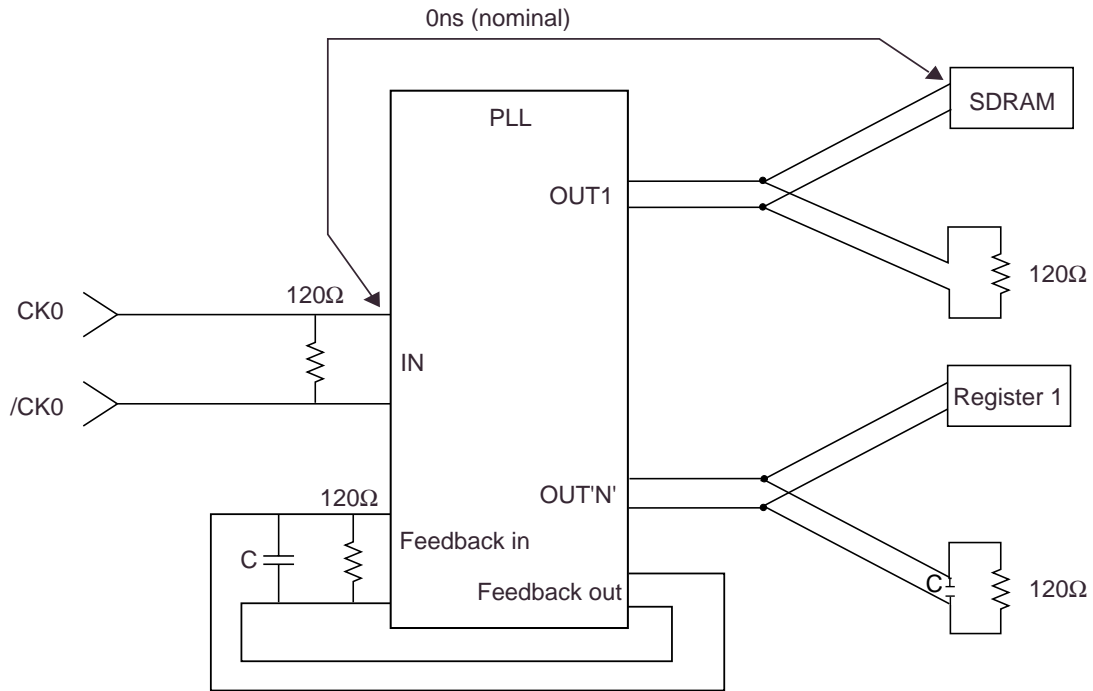 0ns (nominal)
SDRAM
PLL
OUT1
120Ω
120Ω
CK0
IN
Register 1
/CK0
OUT'N'
120Ω
Feedback in
C
C
120Ω
Feedback out